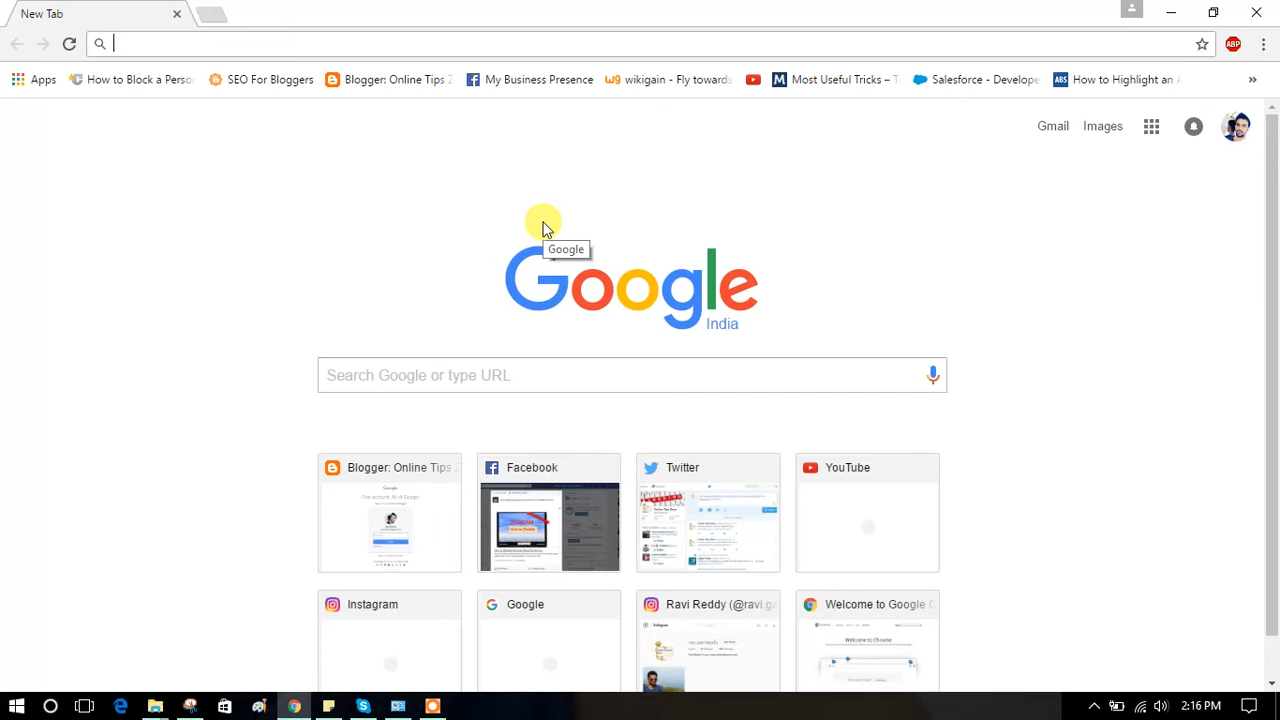 New Tab
Apps How to Block a Perso SEO For Bloggers Blogger: Online Tips Z My Business Presence wikigain - Fly towards Most Useful Tricks – T Salesforce - Develope How to Highlight an A »
Gmail Images
Google
Google
India
Search Google or type URL
Blogger: Online Tips Z Facebook Twitter YouTube
Instagram Google Ravi Reddy (@ravi.ga Welcome to Google C
2:16 PM